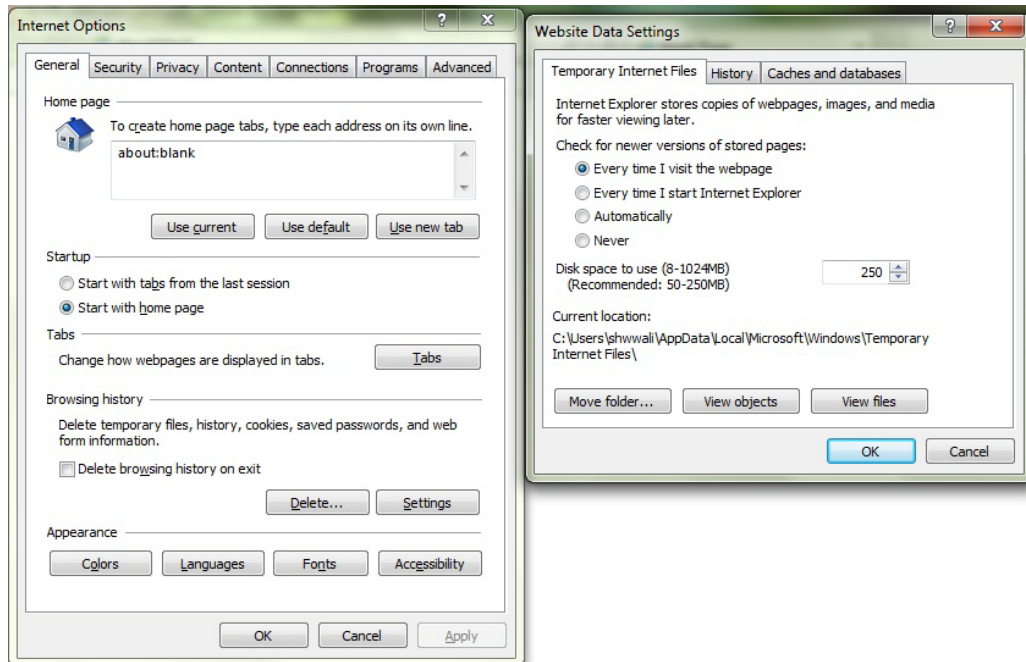 Internet Options
?
X
General
Security
Privacy
Content
Connections
Programs
Advanced
Home page
To create home page tabs, type each address on its own line.
about:blank
Use current
Use default
Use new tab
Startup
Start with tabs from the last session
Start with home page
Tabs
Change how webpages are displayed in tabs.
Tabs
Browsing history
Delete temporary files, history, cookies, saved passwords, and web
form information.
Delete browsing history on exit
Delete...
Settings
Appearance
Colors
Languages
Fonts
Accessibility
OK
Cancel
Apply
Website Data Settings
?
X
Temporary Internet Files
History
Caches and databases
Internet Explorer stores copies of webpages, images, and media
for faster viewing later.
Check for newer versions of stored pages:
Every time I visit the webpage
Every time I start Internet Explorer
Automatically
Never
Disk space to use (8-1024MB)
(Recommended: 50-250MB)
250
Current location:
C:\Users\shwwali\AppData\Local\Microsoft\Windows\Temporary
Internet Files\
Move folder...
View objects
View files
OK
Cancel